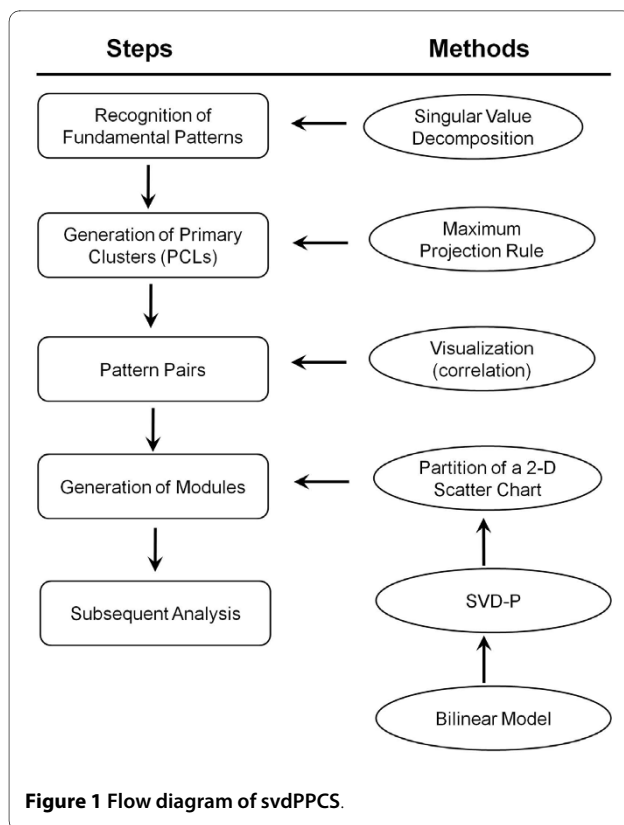 Steps
Methods
Recognition of
Fundamental Patterns
Singular Value
Decomposition
Generation of Primary
Clusters (PCLs)
Maximum
Projection Rule
Pattern Pairs
Visualization
(correlation)
Generation of Modules
Partition of a 2-D
Scatter Chart
Subsequent Analysis
SVD-P
Bilinear Model
Figure 1 Flow diagram of svdPPCS.